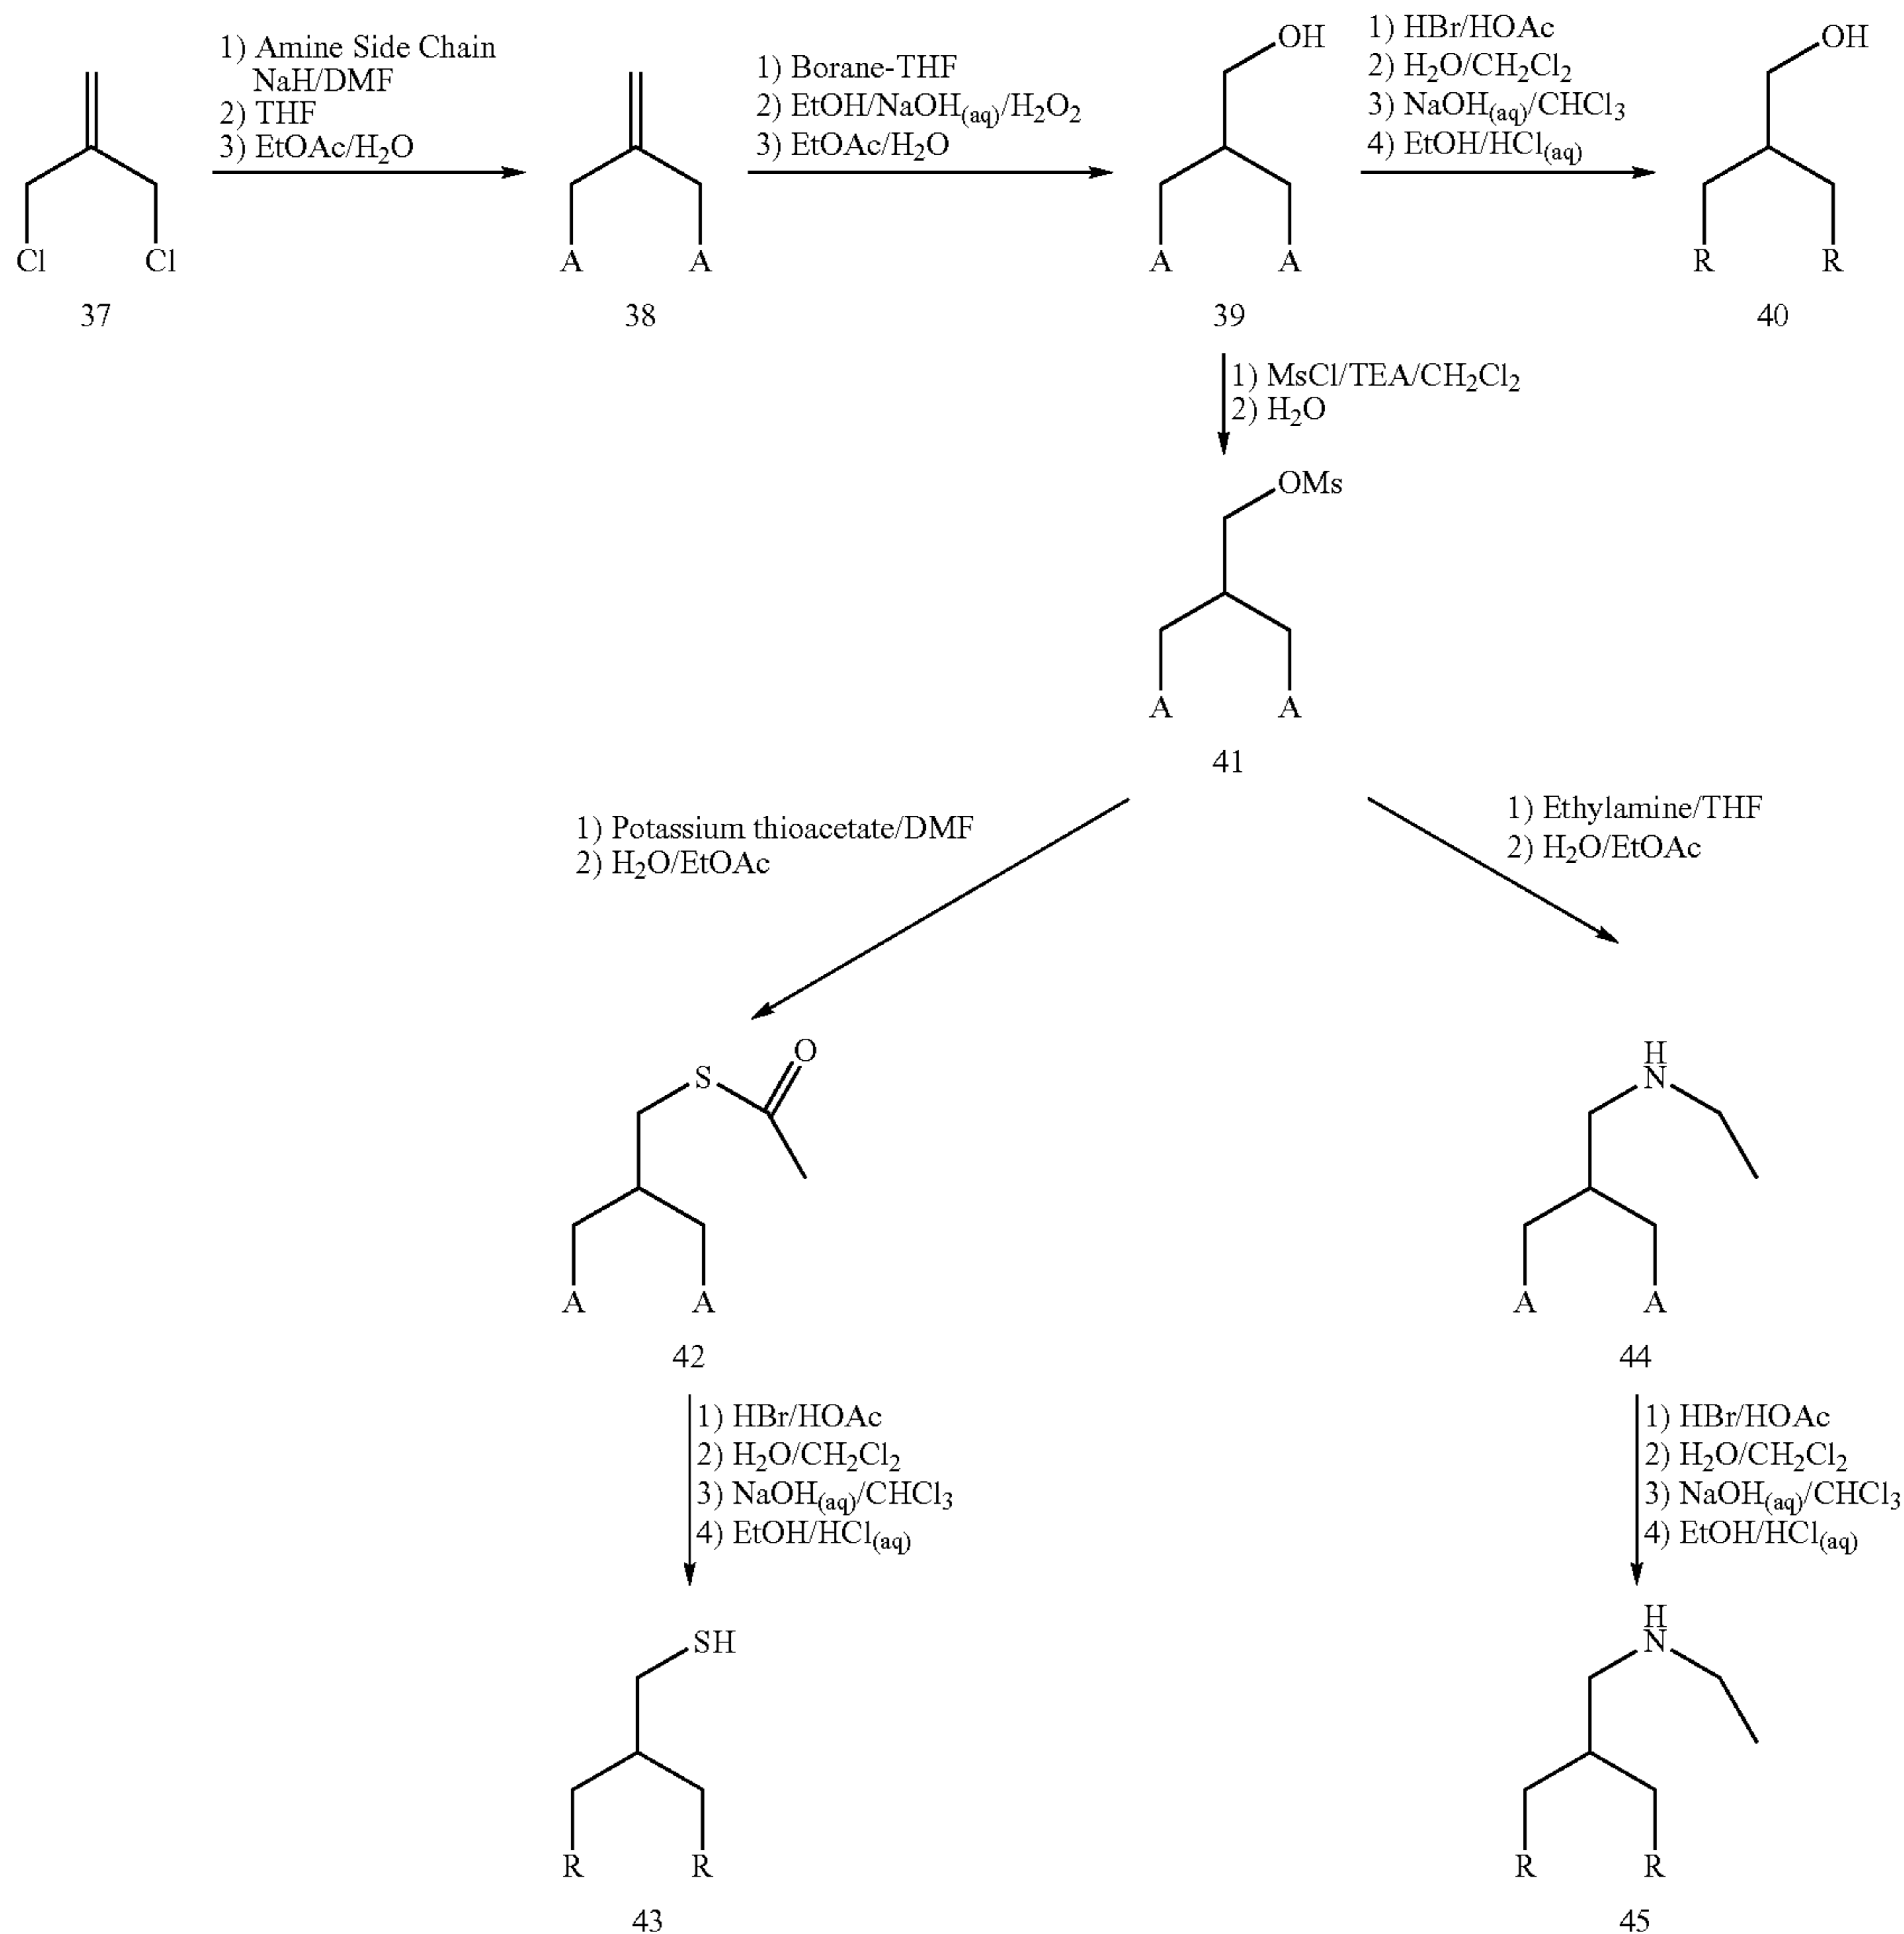 1) Amine Side Chain
NaH/DMF
2) THF
3) EtOAc/H₂O
1) Borane-THF
2) EtOH/NaOH(aq)/H₂O₂
3) EtOAc/H₂O
OH
1) HBr/HOAc
2) H₂O/CH₂Cl₂
3) NaOH(aq)/CHCl₃
4) EtOH/HCl(aq)
OH
Cl Cl
A A
A A
R R
37
38
39
40
1) MsCl/TEA/CH₂Cl₂
2) H₂O
OMs
A A
41
1) Potassium thioacetate/DMF
2) H₂O/EtOAc
1) Ethylamine/THF
2) H₂O/EtOAc
O
S
H
N
A A
A A
42
44
1) HBr/HOAc
2) H₂O/CH₂Cl₂
3) NaOH(aq)/CHCl₃
4) EtOH/HCl(aq)
1) HBr/HOAc
2) H₂O/CH₂Cl₂
3) NaOH(aq)/CHCl₃
4) EtOH/HCl(aq)
SH
H
N
R R
R R
43
45